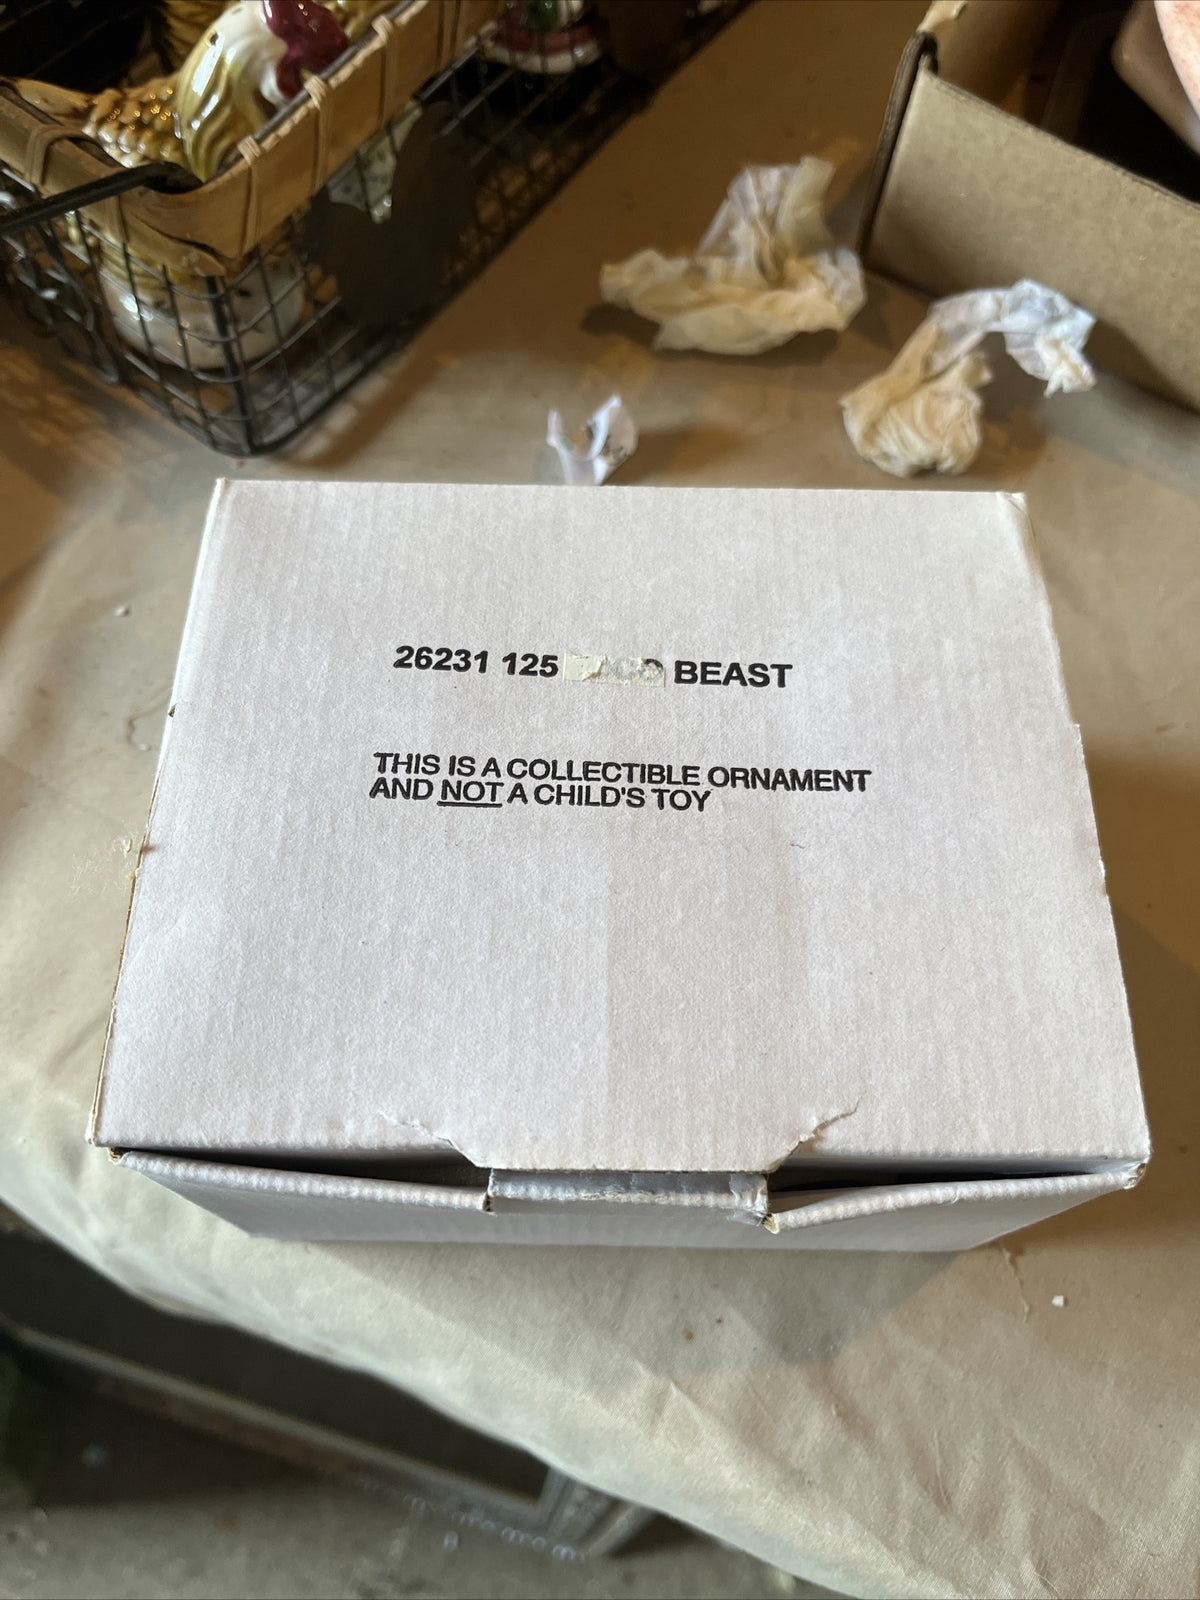 26231 125 BEAST
THIS IS A COLLECTIBLE ORNAMENT
AND NOT A CHILD'S TOY